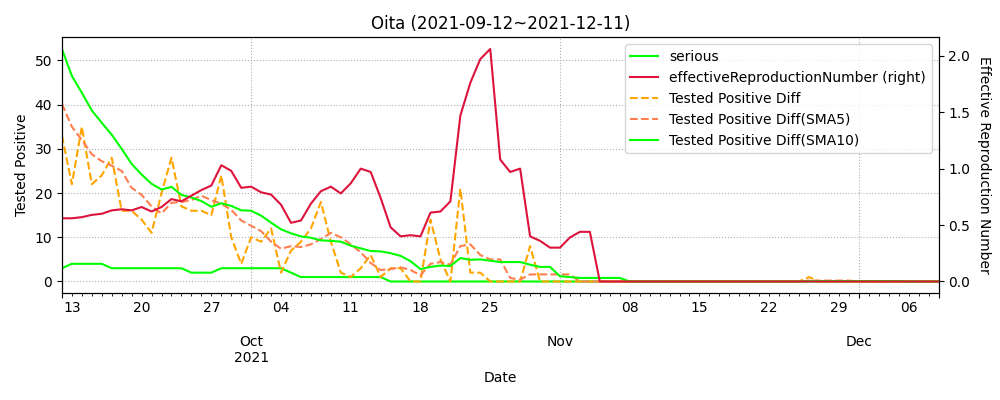 Oita (2021-09-12~2021-12-11)
serious
effectiveReproductionNumber (right)
Tested Positive Diff
Tested Positive Diff(SMA5)
Tested Positive Diff(SMA10)
Tested Positive
50
40
30
20
10
0
Effective Reproduction Number
2.0
1.5
1.0
0.5
0.0
13 20 27 04 11 18 25 08 15 22 29 06
Oct Nov Dec
2021
Date